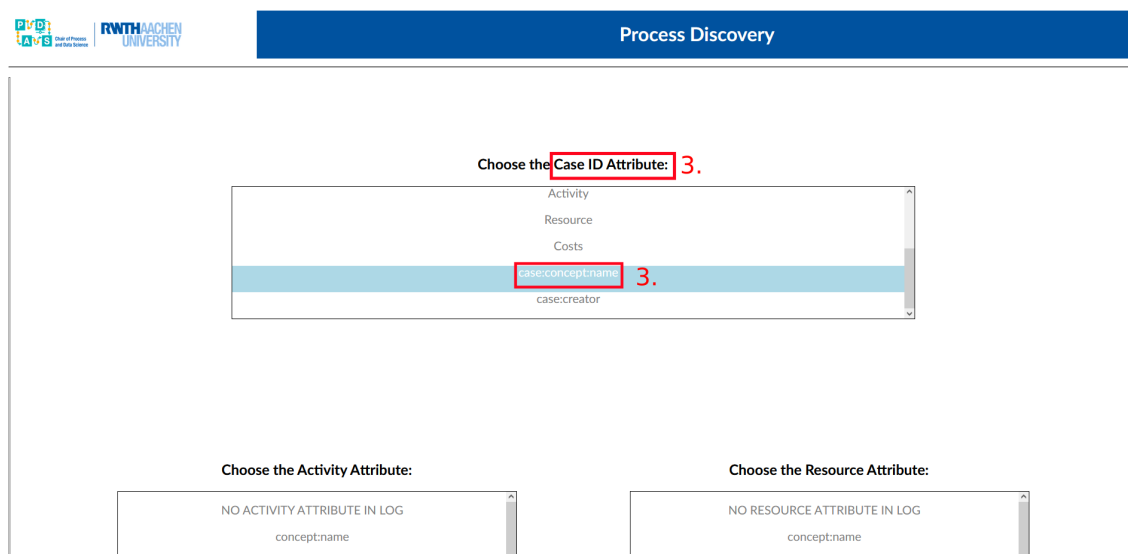 P D
A S
Chair of Process
and Data Science
RWTHAACHEN
UNIVERSITY
Process Discovery
Choose the Case ID Attribute: 3.
Activity
Resource
Costs
case:concept:name 3.
case:creator
Choose the Activity Attribute:
NO ACTIVITY ATTRIBUTE IN LOG
concept:name
Choose the Resource Attribute:
NO RESOURCE ATTRIBUTE IN LOG
concept:name